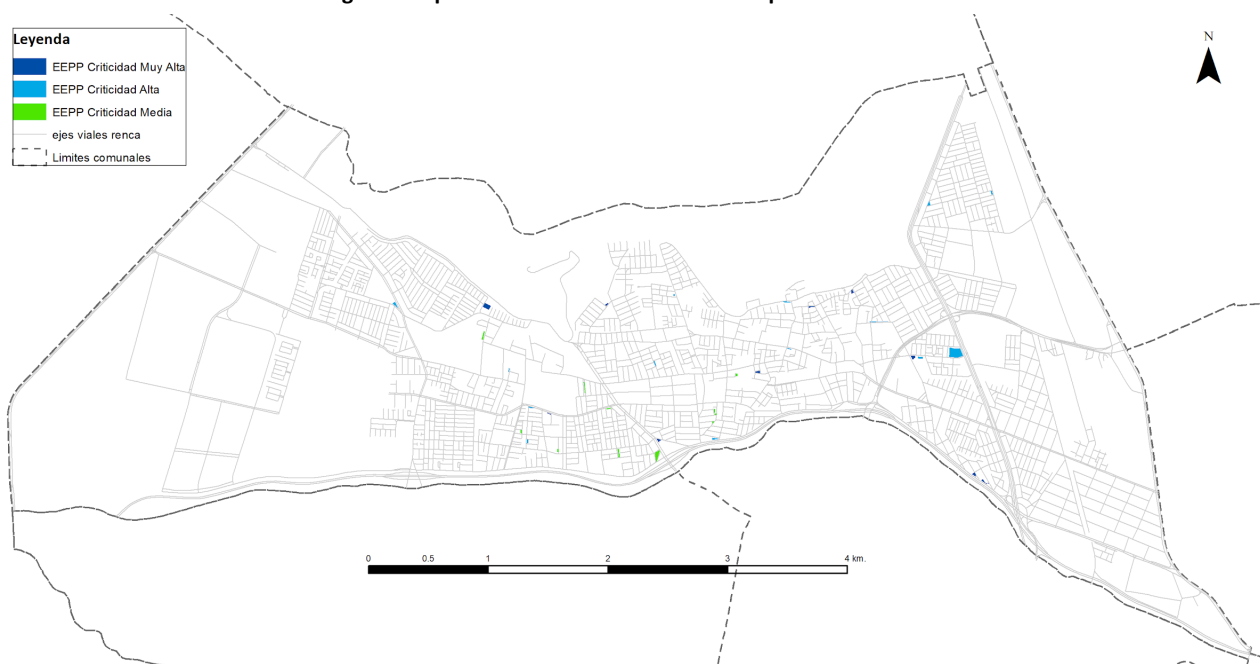 Leyenda
EEPP Criticidad Muy Alta
EEPP Criticidad Alta
EEPP Criticidad Media
ejes viales renca
Limites comunales
N
0 0.5 1 2 3 4 km.